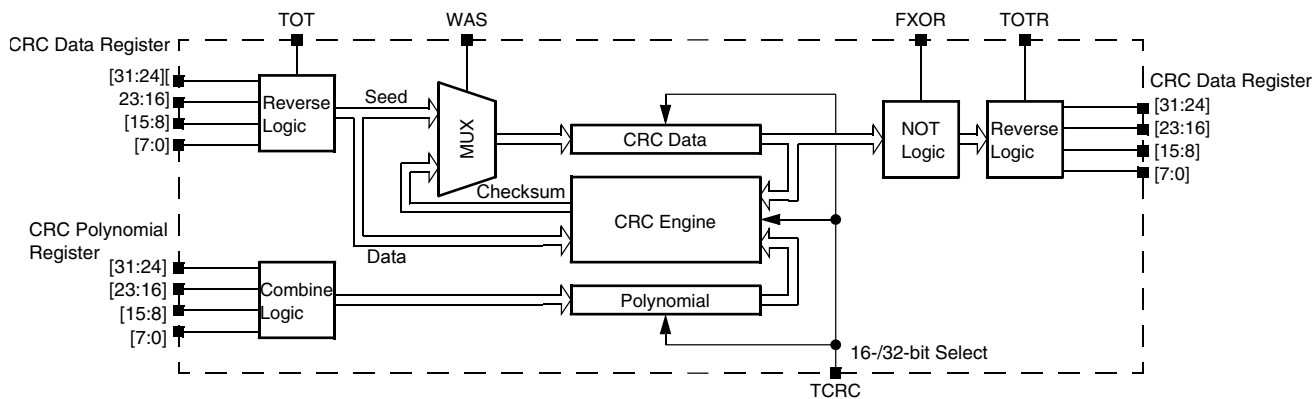 TOT
WAS
FXOR
TOTR
CRC Data Register
[31:24][
23:16]
[15:8]
[7:0]
Reverse
Logic
Seed
MUX
CRC Data
NOT
Logic
Reverse
Logic
CRC Data Register
[31:24]
[23:16]
[15:8]
[7:0]
Checksum
CRC Engine
Data
CRC Polynomial
Register
[31:24]
[23:16]
[15:8]
[7:0]
Combine
Logic
Polynomial
16-/32-bit Select
TCRC